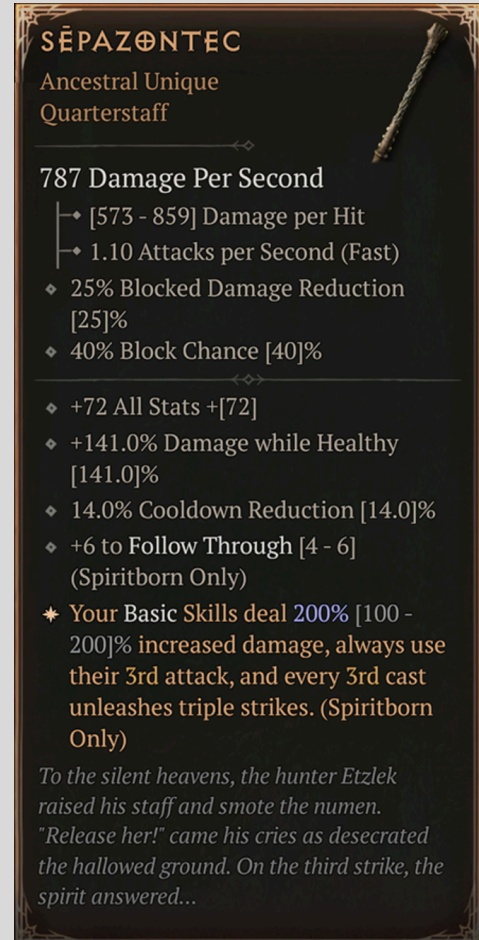 SĒPAZONTEC
Ancestral Unique
Quarterstaff
787 Damage Per Second
[573 - 859] Damage per Hit
1.10 Attacks per Second (Fast)
25% Blocked Damage Reduction
[25]%
40% Block Chance [40]%
+72 All Stats +[72]
+141.0% Damage while Healthy
[141.0]%
14.0% Cooldown Reduction [14.0]%
+6 to Follow Through [4 - 6]
(Spiritborn Only)
Your Basic Skills deal 200% [100 -
200]% increased damage, always use
their 3rd attack, and every 3rd cast
unleashes triple strikes. (Spiritborn
Only)
To the silent heavens, the hunter Etzlek
raised his staff and smote the numen.
"Release her!" came his cries as desecrated
the hallowed ground. On the third strike, the
spirit answered...